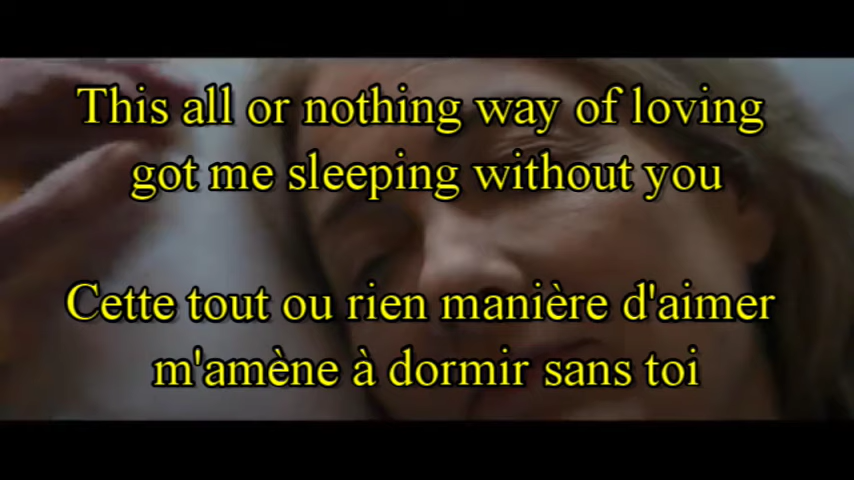 This all or nothing way of loving
got me sleeping without you
Cette tout ou rien manière d'aimer
m'amène à dormir sans toi